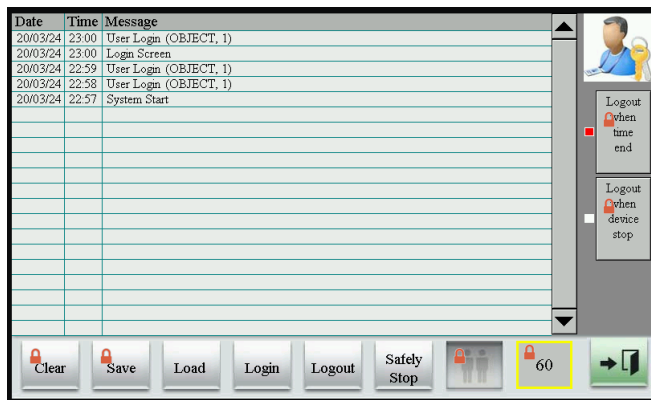 Date Time Message
20/03/24 23:00 User Login (OBJECT, 1)
20/03/24 23:00 Login Screen
20/03/24 22:59 User Login (OBJECT, 1)
20/03/24 22:58 User Login (OBJECT, 1)
20/03/24 22:57 System Start
Logout
when
time
end
Logout
when
device
stop
Clear
Save
Load
Login
Logout
Safely
Stop
60